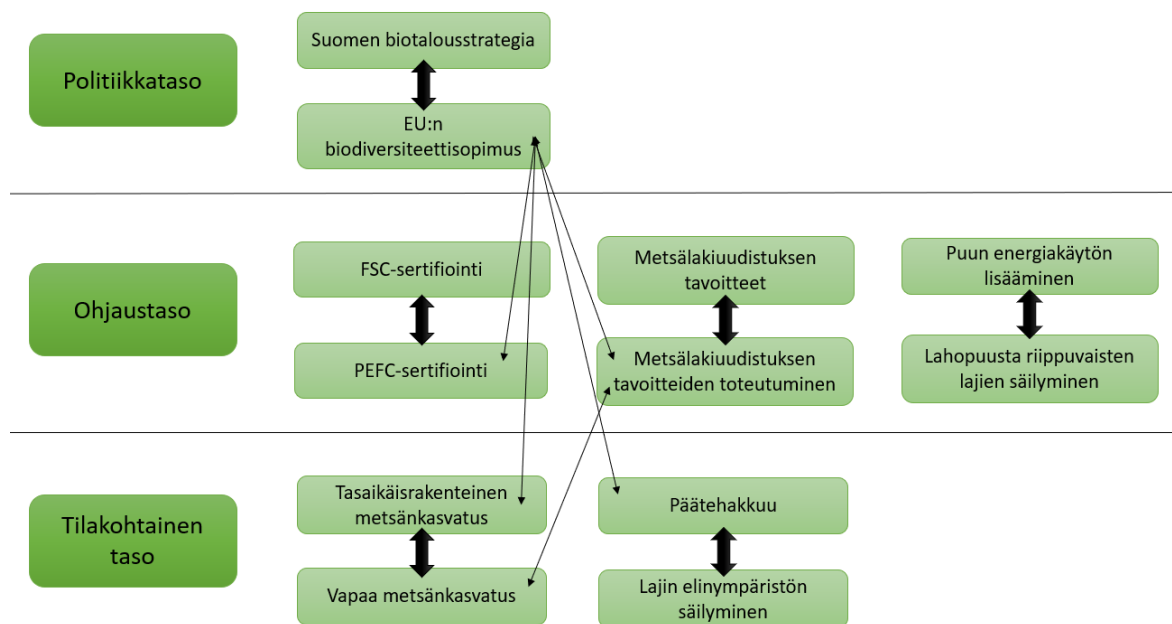 Politiikkataso
Suomen biotalousstrategia
EU:n
biodiversiteettisopimus
Ohjaustaso
FSC-sertifiointi
PEFC-sertifiointi
Metsälakiuudistuksen
tavoitteet
Metsälakiuudistuksen
tavoitteiden toteutuminen
Puun energiakäytön
lisääminen
Lahopuusta riippuvaisten
lajien säilyminen
Tilakohtainen
taso
Tasaikäisrakenteinen
metsänkasvatus
Vapaa metsänkasvatus
Päätehakkuu
Lajin elinympäristön
säilyminen